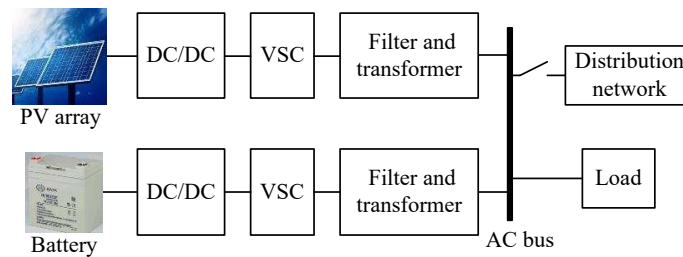 DC/DC
VSC
Filter and
transformer
Distribution
network
PV array
DC/DC
VSC
Filter and
transformer
Load
Battery
AC bus